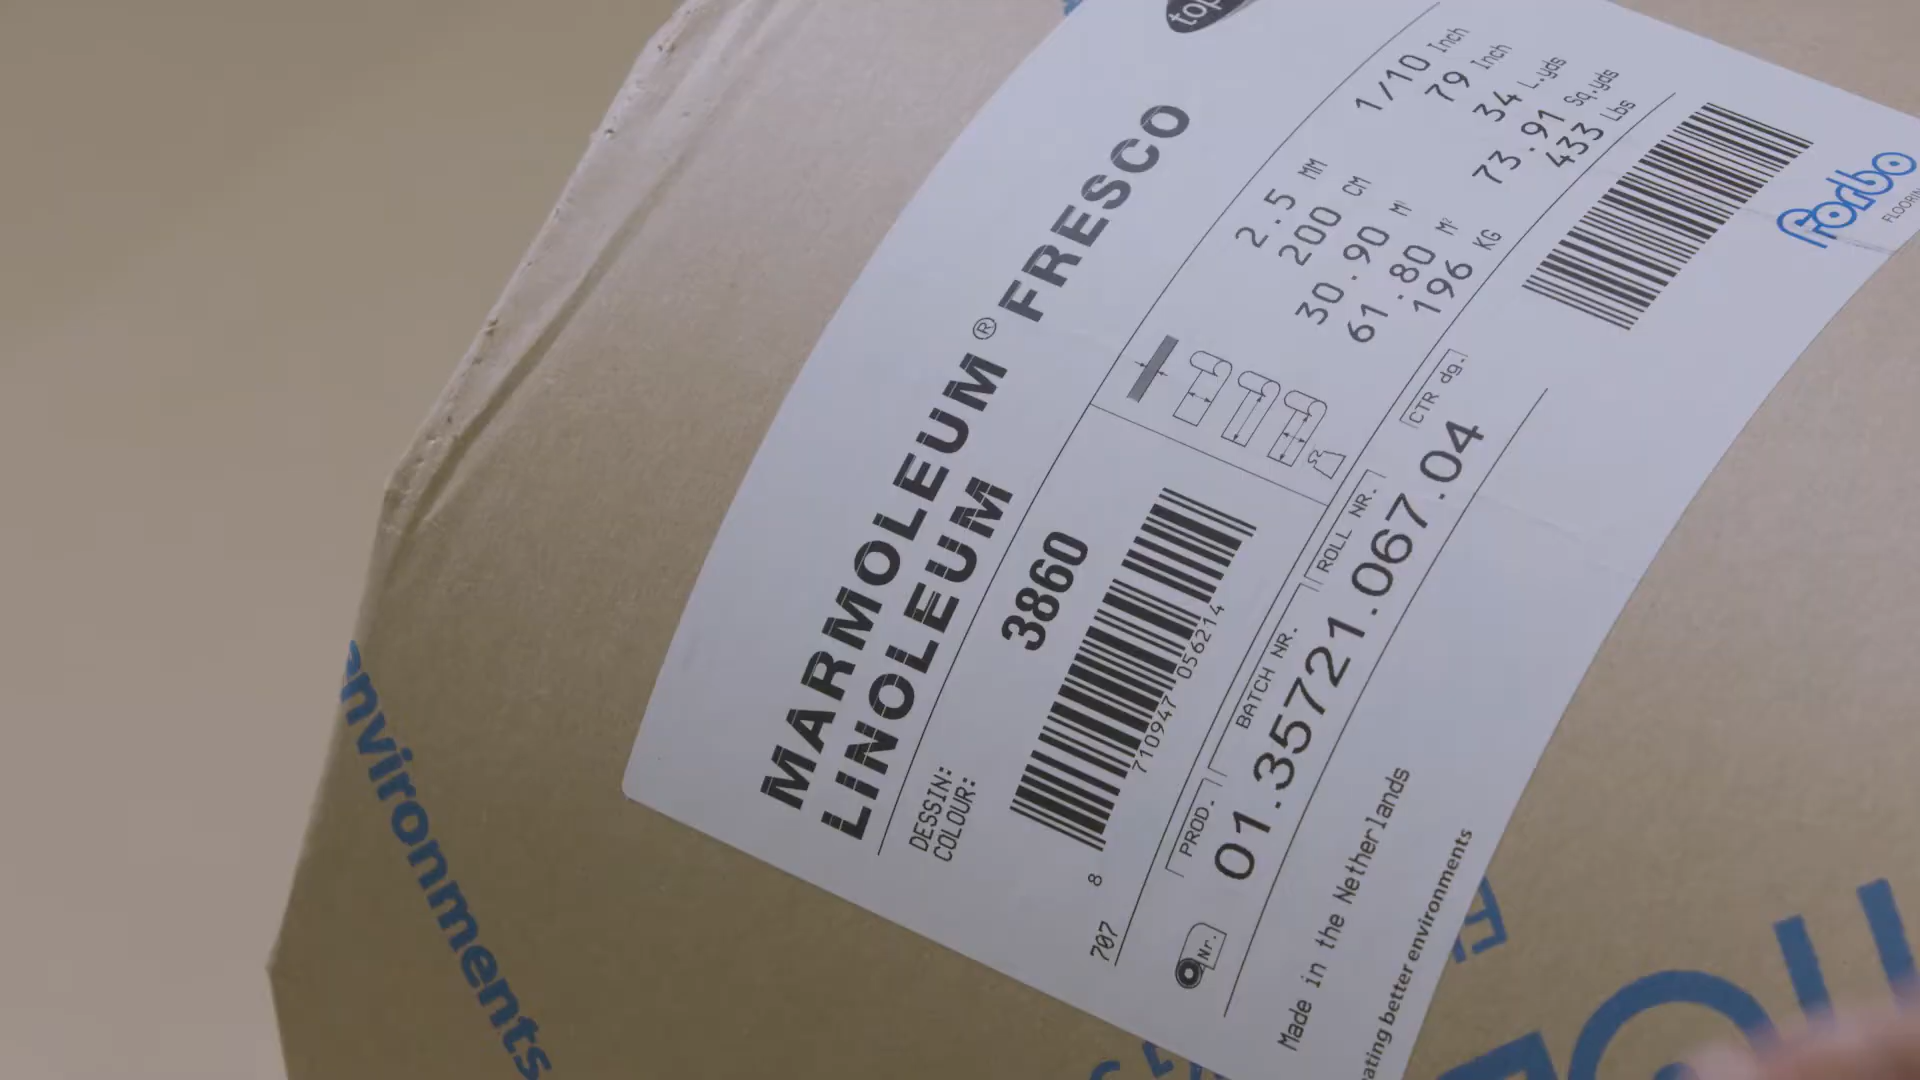 top
MARMOLEUM® FRESCO
LINOLEUM
DESSIN:
COLOUR:
3860
8 710947 056214
707
2.5 MM 1/10 Inch
200 CM 79 Inch
30.90 M¹ 34 L.yds
61.80 M² 73.91 Sq.yds
196 KG 433 Lbs
PROD. BATCH NR. ROLL NR. CTR dg.
Nr. 01.35721.067.04
Made in the Netherlands
ating better environments
forbo
environments